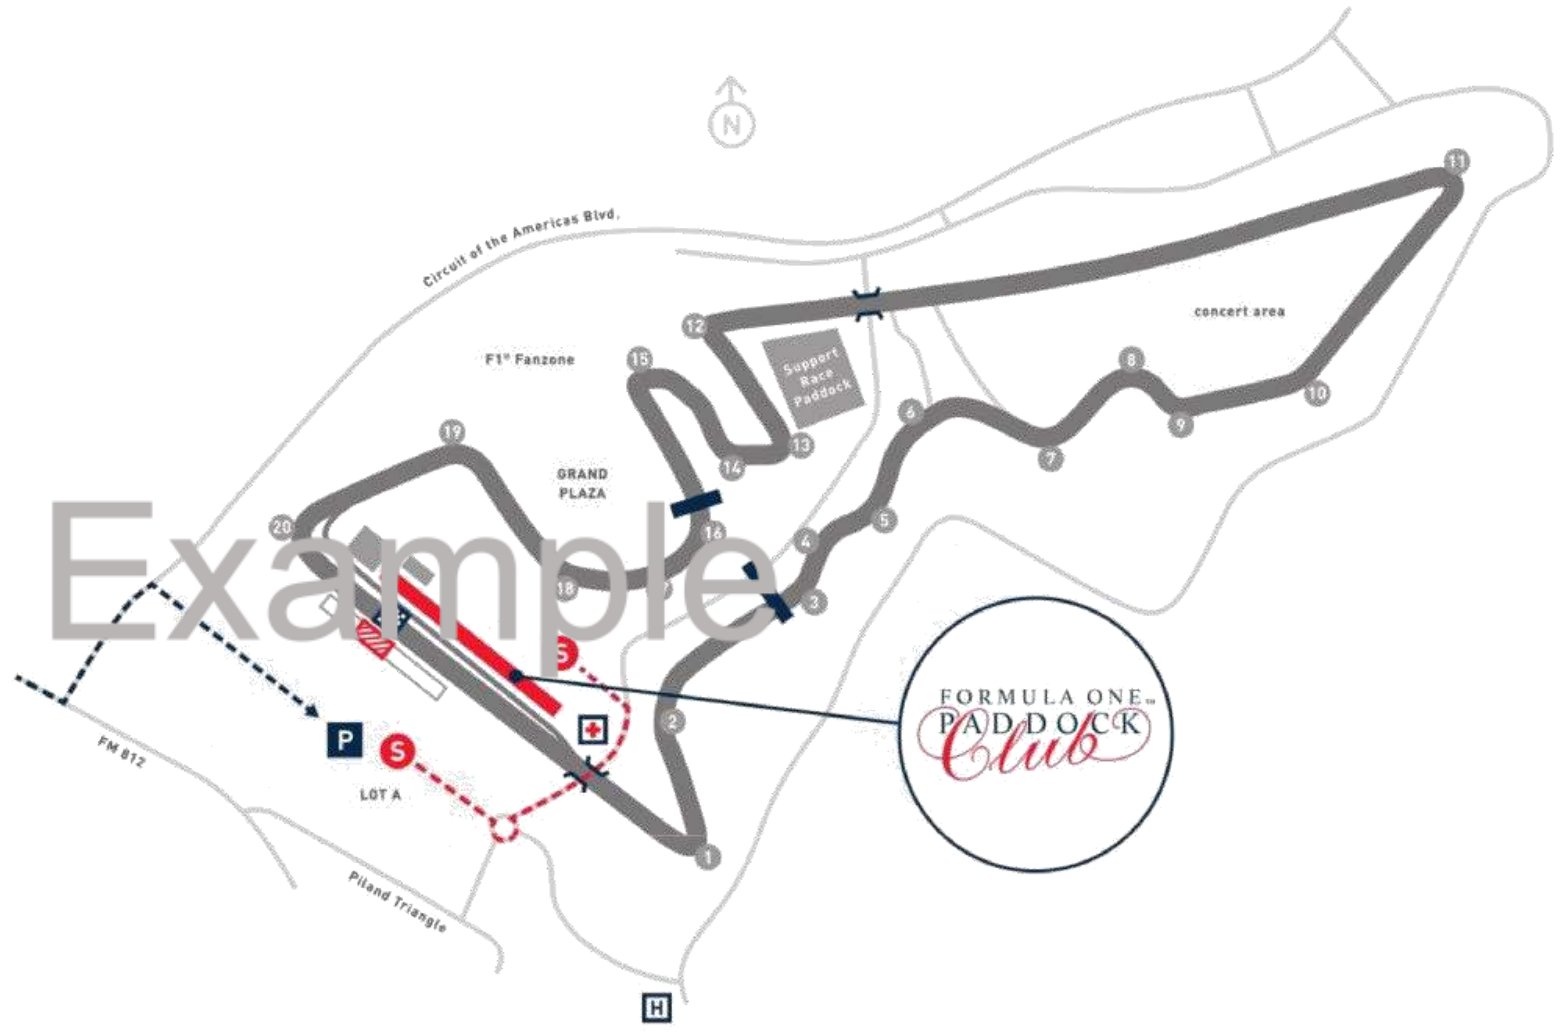 N
11
Circuit of the Americas Blvd.
concert area
12
F1® Fanzone
15
Support
Race
Paddock
8
10
6
9
19
13
7
14
GRAND
PLAZA
5
20
16
4
Example
18
3
S
FORMULA ONE™
PADDOCK
Club
2
P
S
FM 812
LOT A
1
Piland Triangle
H